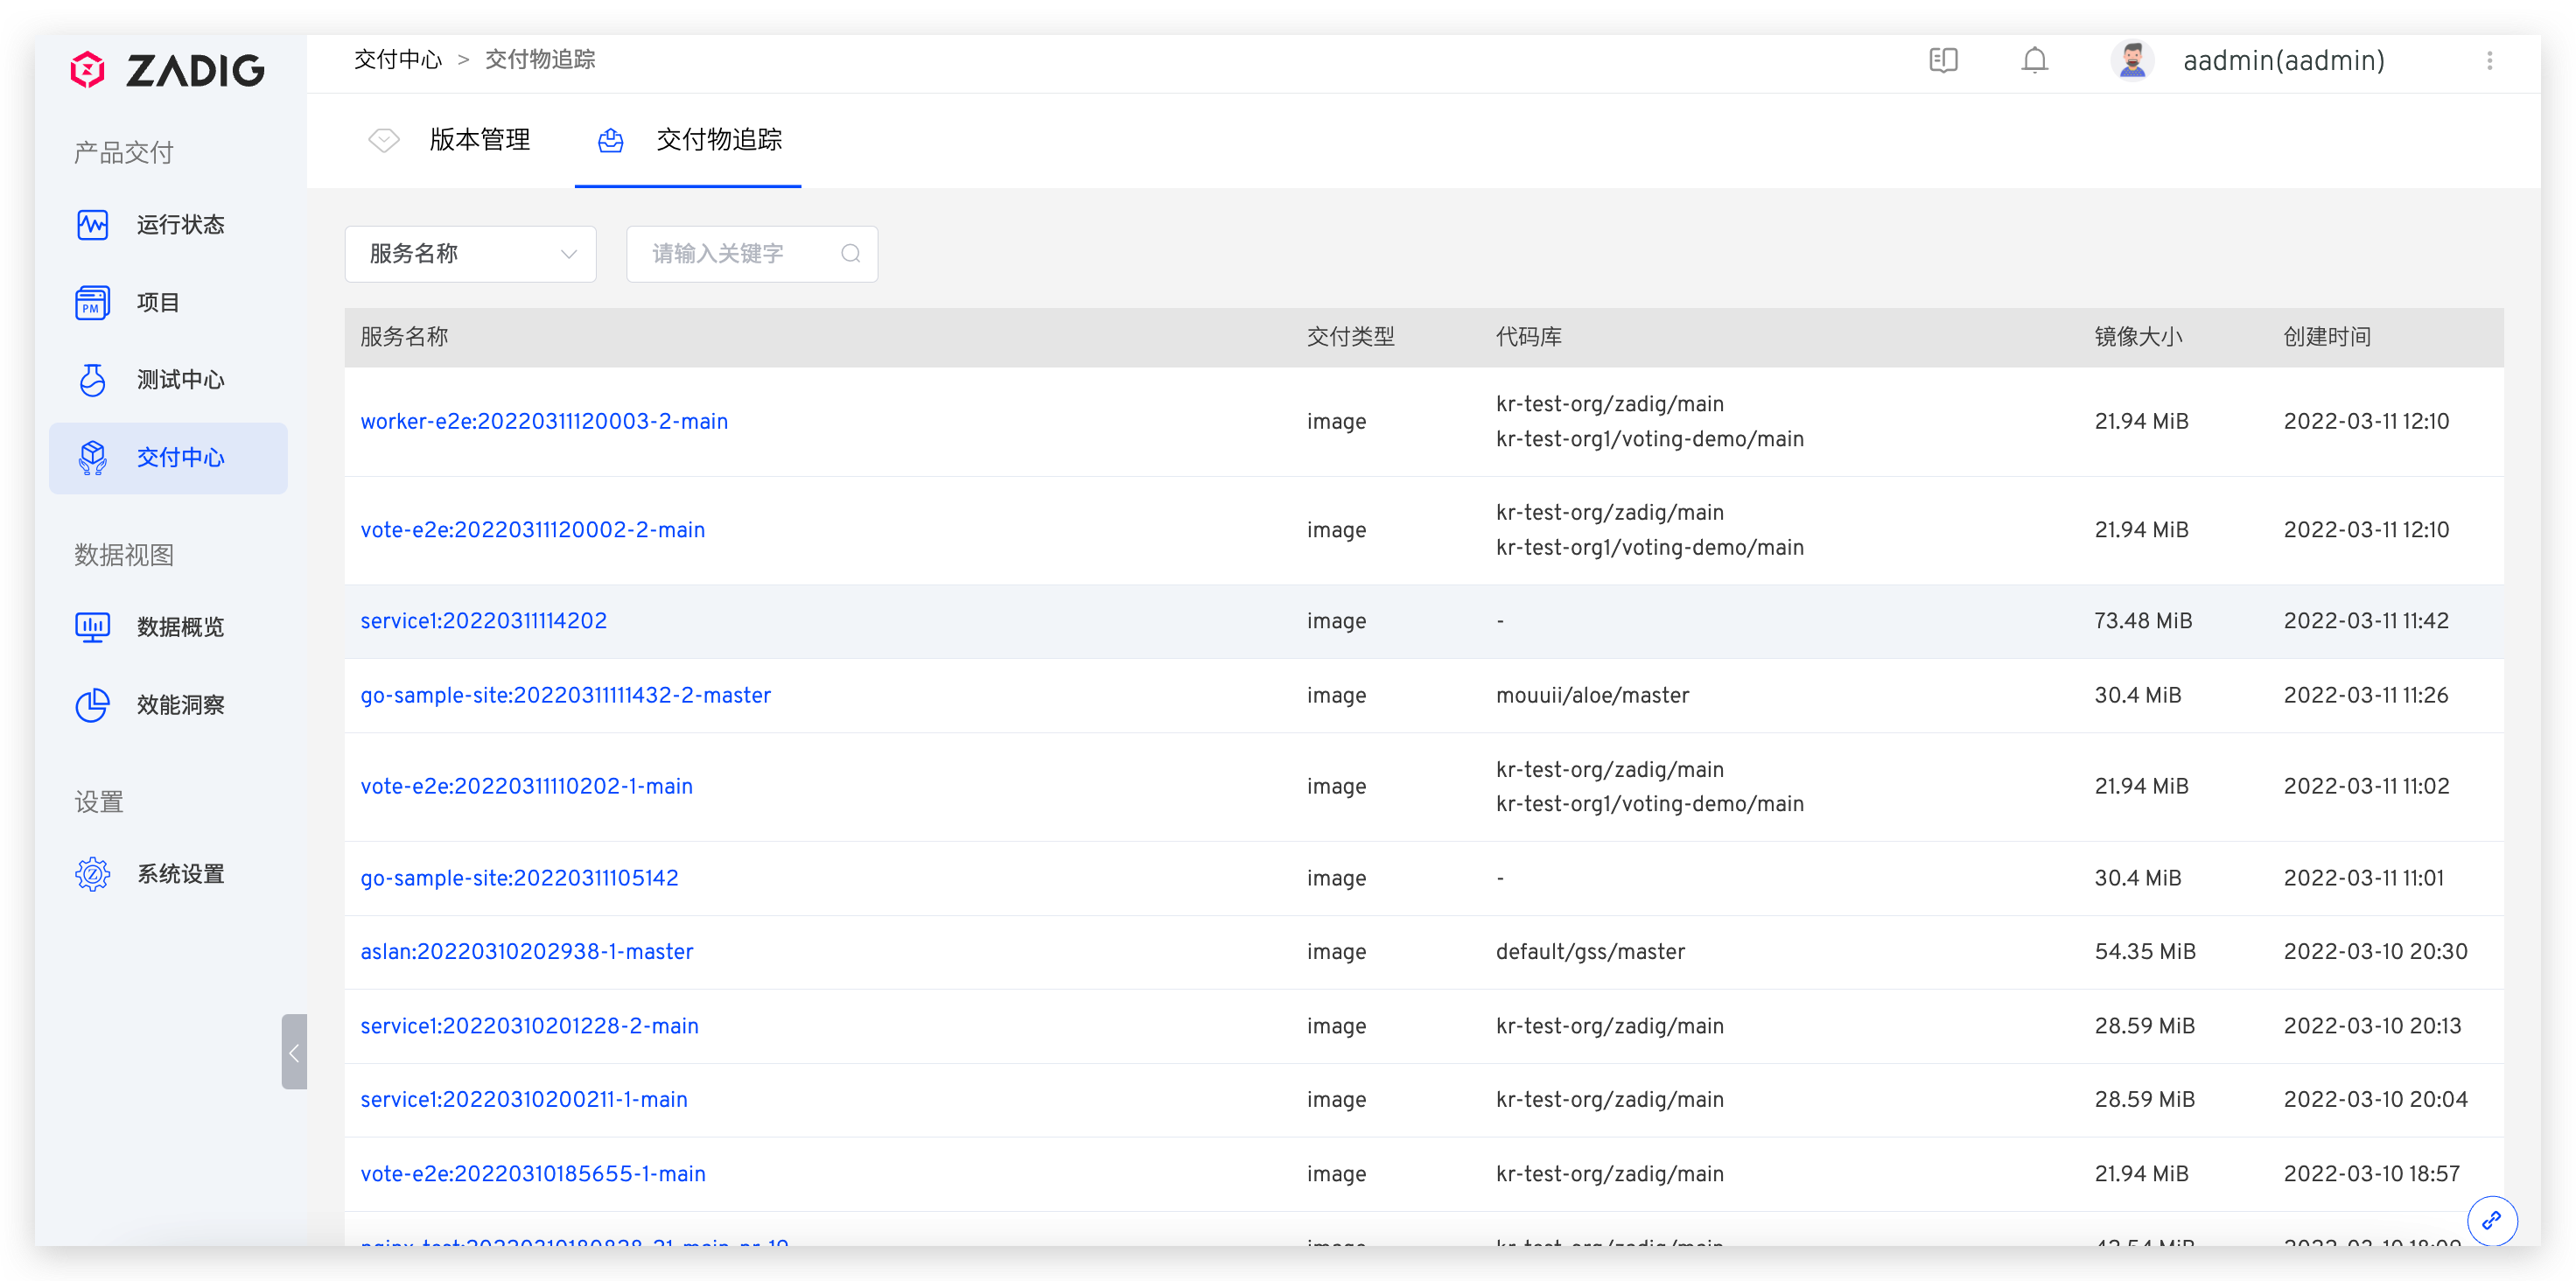 ZADIG
交付中心 > 交付物追踪
aadmin(aadmin)
产品交付
运行状态
PM
项目
测试中心
交付中心
数据视图
数据概览
效能洞察
设置
系统设置
版本管理
交付物追踪
服务名称
请输入关键字
服务名称 交付类型 代码库 镜像大小 创建时间
worker-e2e:20220311120003-2-main image kr-test-org/zadig/main 21.94 MiB 2022-03-11 12:10
kr-test-org1/voting-demo/main
vote-e2e:20220311120002-2-main image kr-test-org/zadig/main 21.94 MiB 2022-03-11 12:10
kr-test-org1/voting-demo/main
service1:20220311114202 image - 73.48 MiB 2022-03-11 11:42
go-sample-site:20220311111432-2-master image mouuii/aloe/master 30.4 MiB 2022-03-11 11:26
vote-e2e:20220311110202-1-main image kr-test-org/zadig/main 21.94 MiB 2022-03-11 11:02
kr-test-org1/voting-demo/main
go-sample-site:20220311105142 image - 30.4 MiB 2022-03-11 11:01
aslan:20220310202938-1-master image default/gss/master 54.35 MiB 2022-03-10 20:30
service1:20220310201228-2-main image kr-test-org/zadig/main 28.59 MiB 2022-03-10 20:13
service1:20220310200211-1-main image kr-test-org/zadig/main 28.59 MiB 2022-03-10 20:04
vote-e2e:20220310185655-1-main image kr-test-org/zadig/main 21.94 MiB 2022-03-10 18:57
image kr-test-org/zadig/main